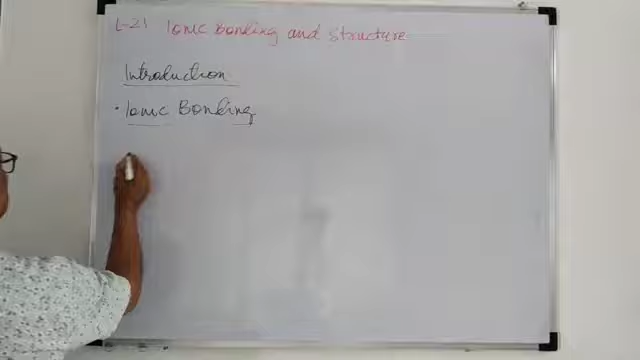 L-21 Ionic Bonding and Structure
Introduction
· Ionic Bonding